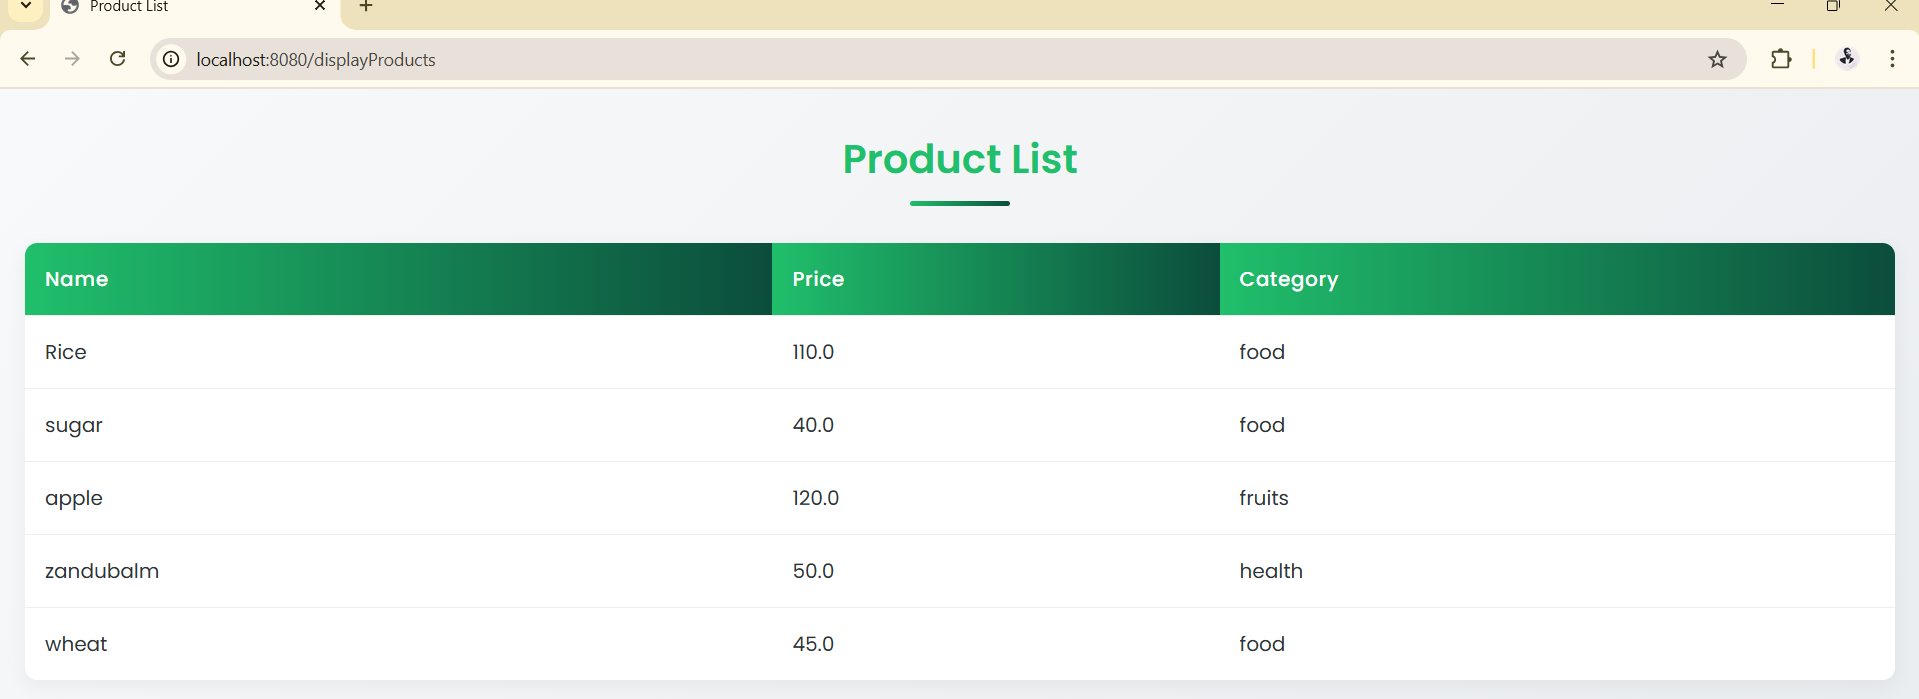 Product List
localhost:8080/displayProducts
Product List
Name Price Category
Rice 110.0 food
sugar 40.0 food
apple 120.0 fruits
zandubalm 50.0 health
wheat 45.0 food